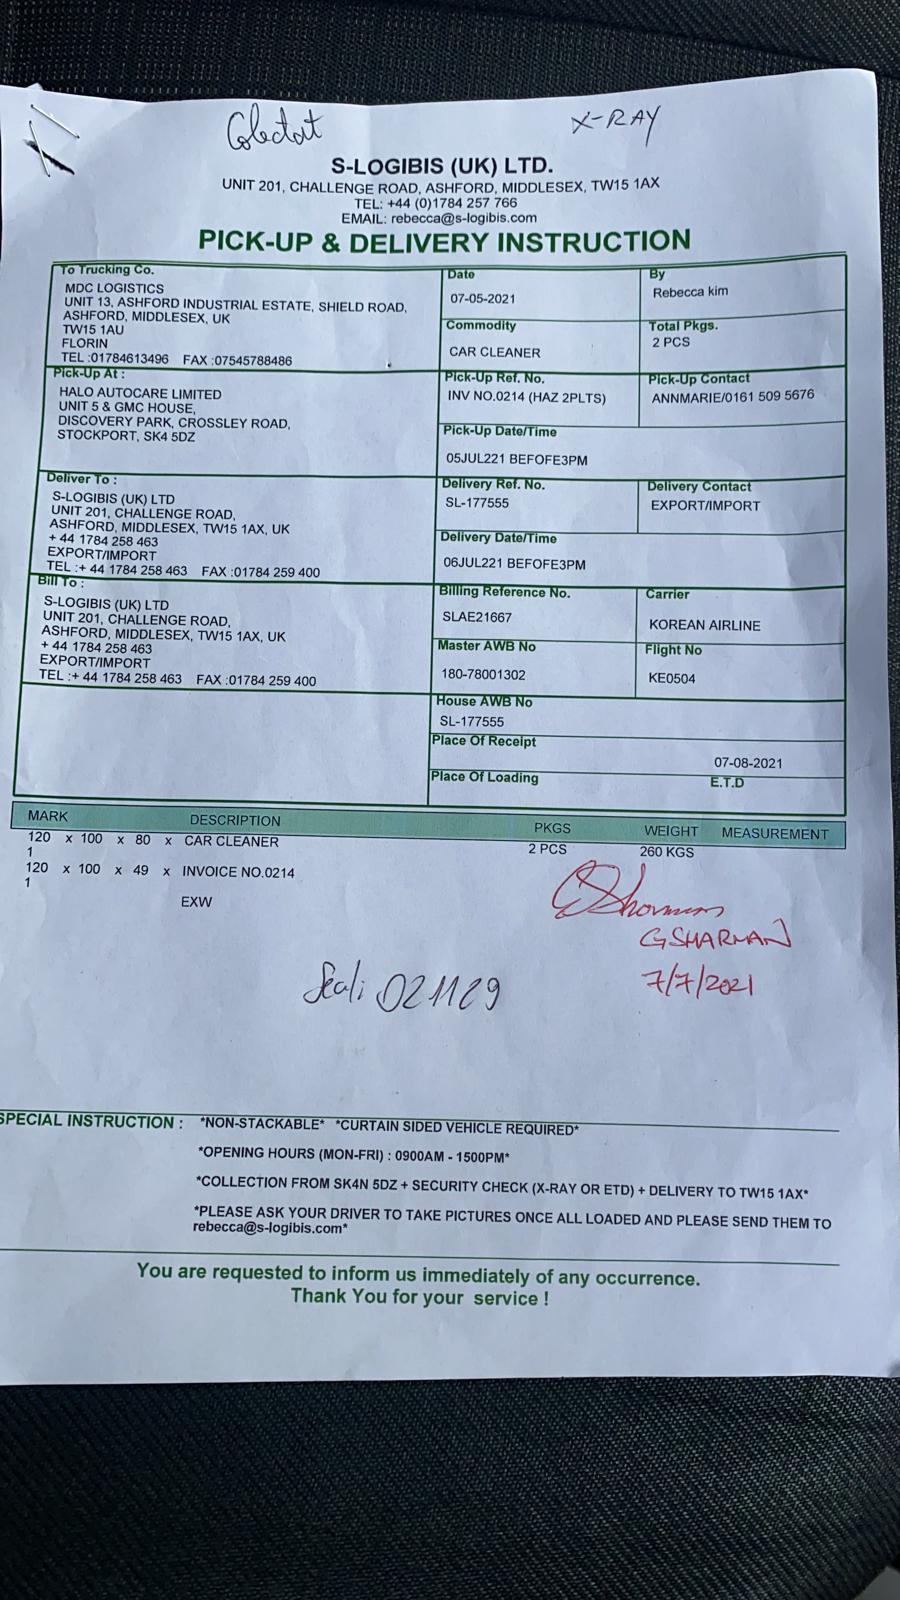 Colectat
X-RAY
S-LOGIBIS (UK) LTD.
UNIT 201, CHALLENGE ROAD, ASHFORD, MIDDLESEX, TW15 1AX
TEL: +44 (0)1784 257 766
EMAIL: rebecca@s-logibis.com
PICK-UP & DELIVERY INSTRUCTION
To Trucking Co.
MDC LOGISTICS
UNIT 13, ASHFORD INDUSTRIAL ESTATE, SHIELD ROAD,
ASHFORD, MIDDLESEX, UK
TW15 1AU
FLORIN
TEL :01784613496 FAX :07545788486
Date
07-05-2021
By
Rebecca kim
Commodity
CAR CLEANER
Total Pkgs.
2 PCS
Pick-Up At :
HALO AUTOCARE LIMITED
UNIT 5 & GMC HOUSE,
DISCOVERY PARK, CROSSLEY ROAD,
STOCKPORT, SK4 5DZ
Pick-Up Ref. No.
INV NO.0214 (HAZ 2PLTS)
Pick-Up Contact
ANNMARIE/0161 509 5676
Pick-Up Date/Time
05JUL221 BEFOFE3PM
Deliver To :
S-LOGIBIS (UK) LTD
UNIT 201, CHALLENGE ROAD,
ASHFORD, MIDDLESEX, TW15 1AX, UK
+ 44 1784 258 463
EXPORT/IMPORT
TEL :+ 44 1784 258 463 FAX :01784 259 400
Delivery Ref. No.
SL-177555
Delivery Contact
EXPORT/IMPORT
Delivery Date/Time
06JUL221 BEFOFE3PM
Bill To :
S-LOGIBIS (UK) LTD
UNIT 201, CHALLENGE ROAD,
ASHFORD, MIDDLESEX, TW15 1AX, UK
+ 44 1784 258 463
EXPORT/IMPORT
TEL :+ 44 1784 258 463 FAX :01784 259 400
Billing Reference No.
SLAE21667
Carrier
KOREAN AIRLINE
Master AWB No
180-78001302
Flight No
KE0504
House AWB No
SL-177555
Place Of Receipt
07-08-2021
Place Of Loading
E.T.D
MARK DESCRIPTION PKGS WEIGHT MEASUREMENT
120 x 100 x 80 x CAR CLEANER 2 PCS 260 KGS
1
120 x 100 x 49 x INVOICE NO.0214
1
EXW
GSharman
G SHARMAN
7/7/2021
Seal: 021129
SPECIAL INSTRUCTION : *NON-STACKABLE* *CURTAIN SIDED VEHICLE REQUIRED*
*OPENING HOURS (MON-FRI) : 0900AM - 1500PM*
*COLLECTION FROM SK4N 5DZ + SECURITY CHECK (X-RAY OR ETD) + DELIVERY TO TW15 1AX*
*PLEASE ASK YOUR DRIVER TO TAKE PICTURES ONCE ALL LOADED AND PLEASE SEND THEM TO
rebecca@s-logibis.com*
You are requested to inform us immediately of any occurrence.
Thank You for your service !